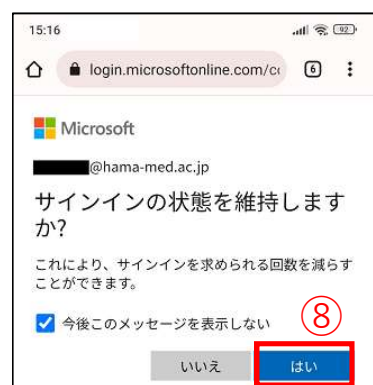 15:16 92
login.microsoftonline.com/c 6
Microsoft
@hama-med.ac.jp
サインインの状態を維持します
か?
これにより、サインインを求められる回数を減らす
ことができます。
今後このメッセージを表示しない ⑧
いいえ はい